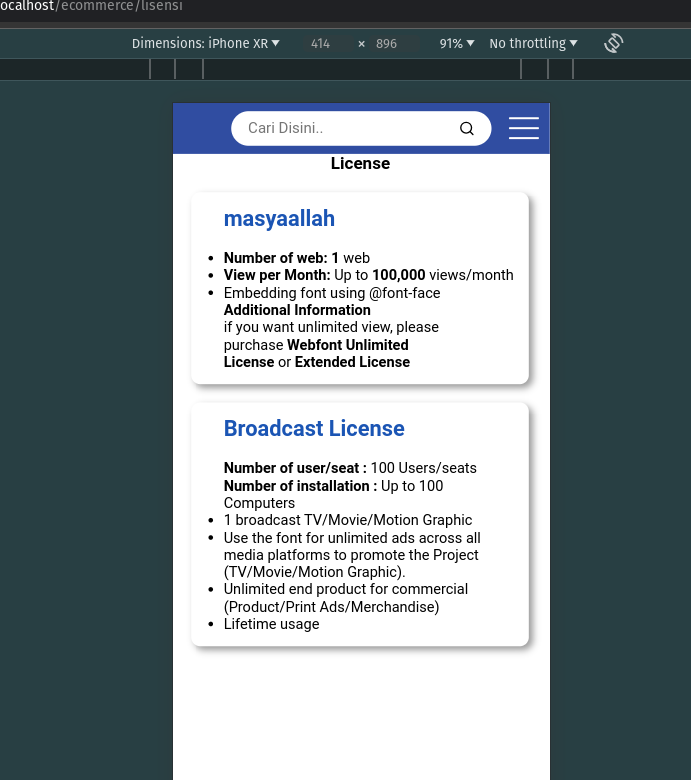 ocalhost/ecommerce/lisensi
Dimensions: iPhone XR 414 × 896 91% No throttling
Cari Disini..
License
masyaallah
Number of web: 1 web
View per Month: Up to 100,000 views/month
Embedding font using @font-face
Additional Information
if you want unlimited view, please
purchase Webfont Unlimited
License or Extended License
Broadcast License
Number of user/seat : 100 Users/seats
Number of installation : Up to 100
Computers
1 broadcast TV/Movie/Motion Graphic
Use the font for unlimited ads across all
media platforms to promote the Project
(TV/Movie/Motion Graphic).
Unlimited end product for commercial
(Product/Print Ads/Merchandise)
Lifetime usage